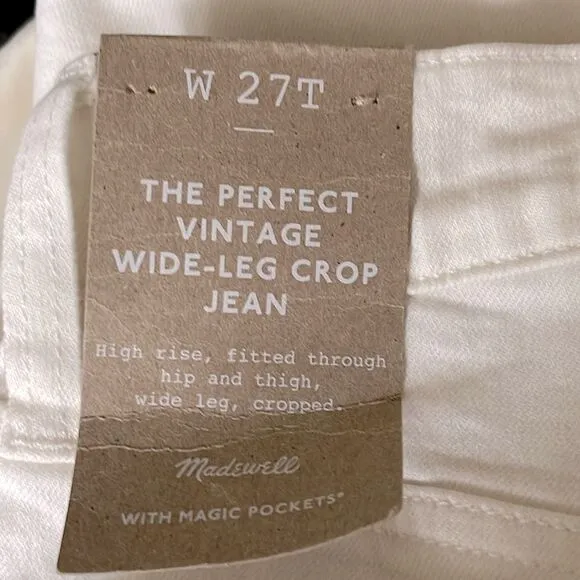 W 27T
THE PERFECT
VINTAGE
WIDE-LEG CROP
JEAN
High rise, fitted through
hip and thigh,
wide leg, cropped.
Madewell
WITH MAGIC POCKETS®